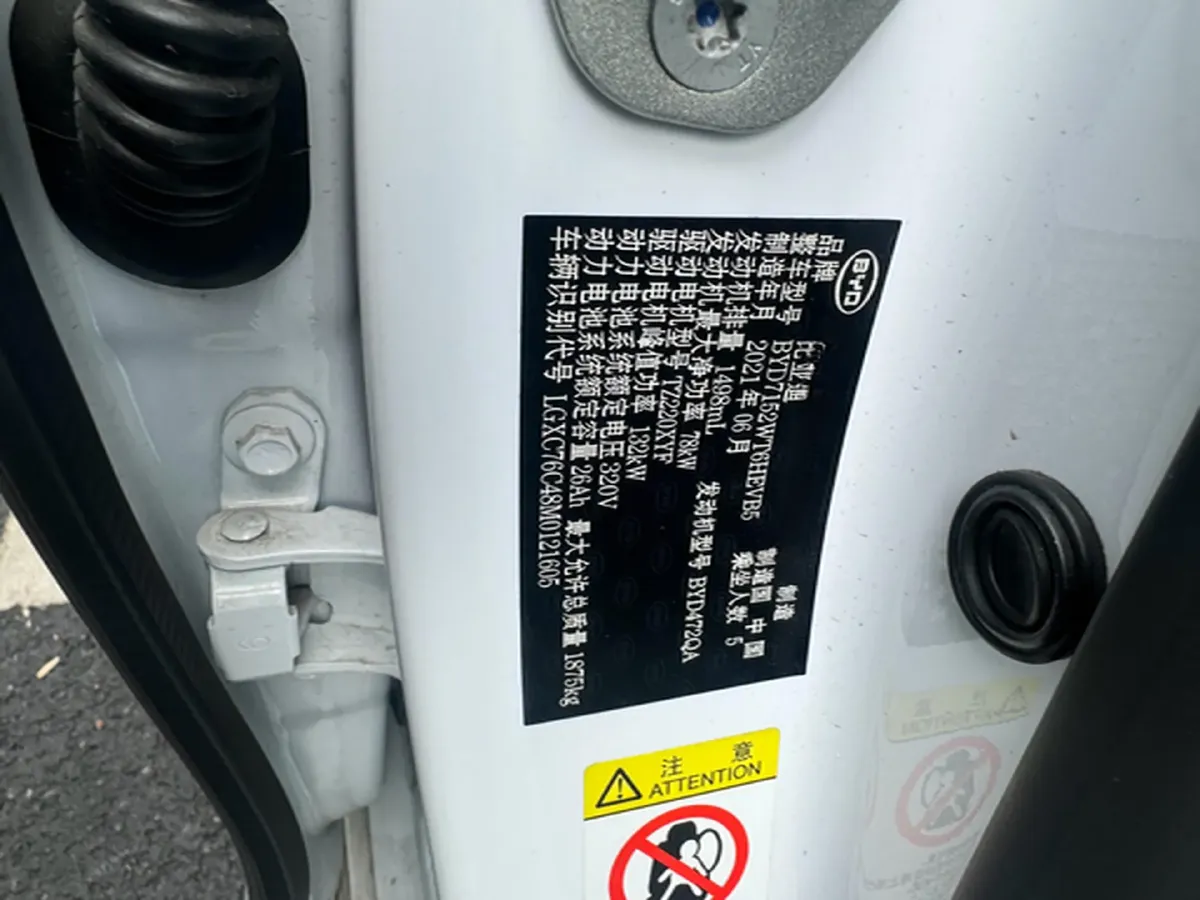 BYD
品牌 比亚迪 制造
整车型号 BYD7152WT6HEVB5 制造国 中国
制造年月 2021年06月 乘坐人数 5
发动机排量 1498mL 发动机型号 BYD472QA
发动机最大净功率 78kW
驱动电机型号 TZ220XYF
驱动电机峰值功率 132kW
动力电池系统额定电压 320V
动力电池系统额定容量 26Ah 最大允许总质量 1875kg
车辆识别代号 LGXC76C48M0121605
注意
ATTENTION